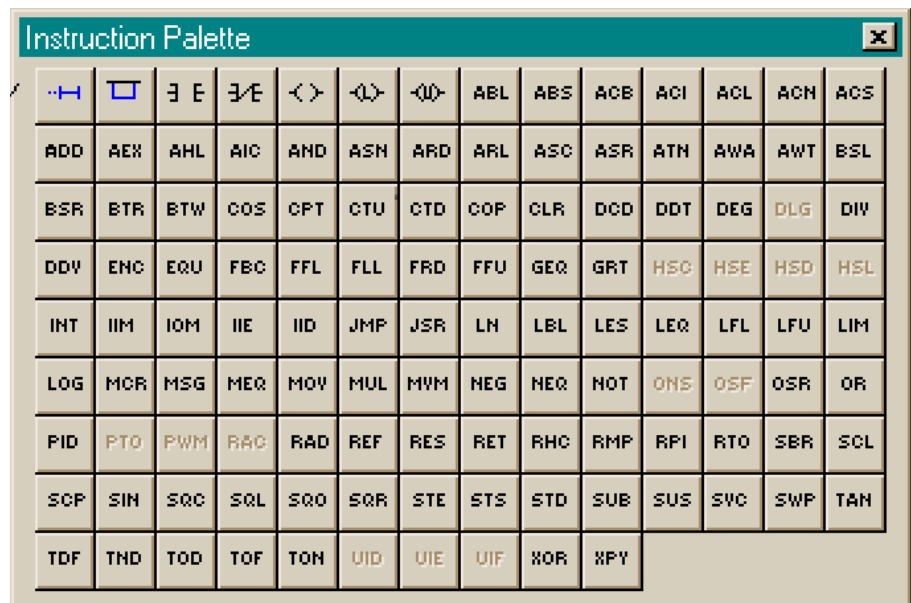 Instruction Palette
(L) (U) ABL ABS ACB ACI ACL ACN ACS
ADD AEX AHL AIC AND ASN ARD ARL ASC ASR ATN AWA AWT BSL
BSR BTR BTW COS CPT CTU CTD COP CLR DCD DDT DEG DLG DIV
DDV ENC EQU FBC FFL FLL FRD FFU GEQ GRT HSC HSE HSD HSL
INT IIM IOM IIE IID JMP JSR LN LBL LES LEQ LFL LFU LIM
LOG MCR MSG MEQ MOV MUL MVM NEG NEQ NOT ONS OSF OSR OR
PID PTO PWM RAC RAD REF RES RET RHC RMP RPI RTO SBR SCL
SCP SIN SQC SQL SQO SQR STE STS STD SUB SUS SVC SWP TAN
TDF TND TOD TOF TON UID UIE UIF XOR XPY